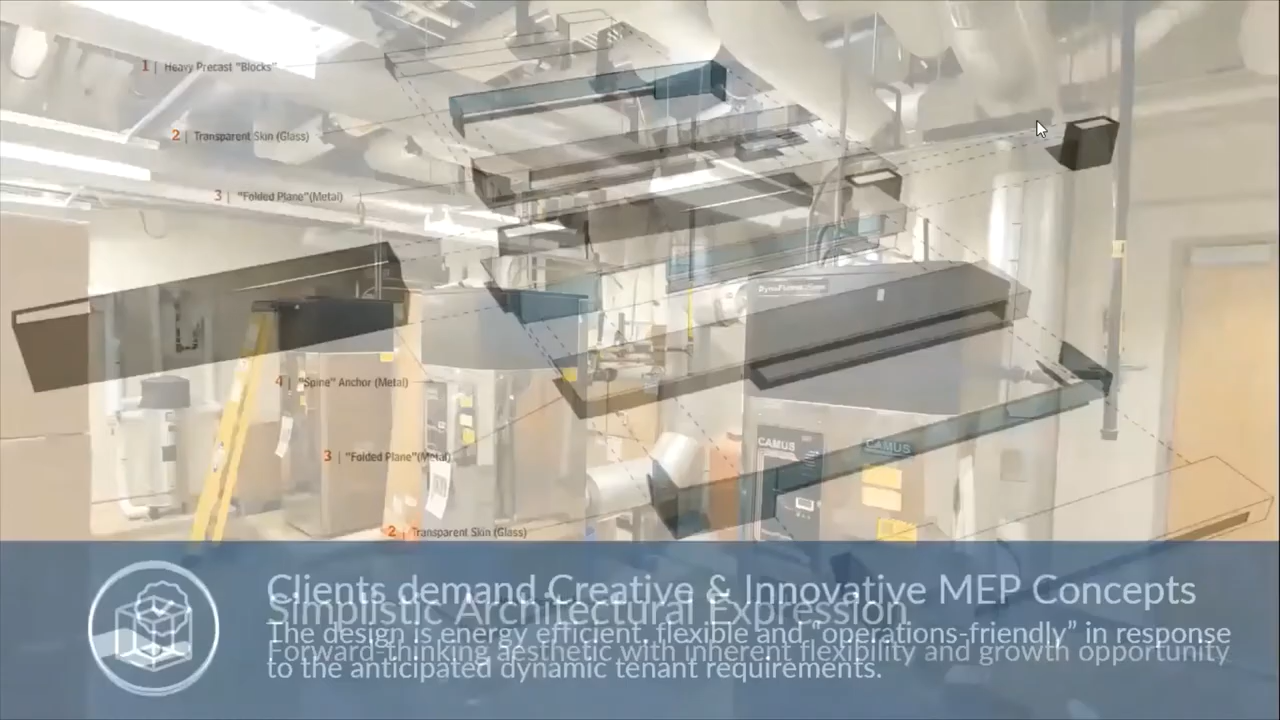 1 | Heavy Precast "Blocks"
2 | Transparent Skin (Glass)
3 | "Folded Plane"(Metal)
4 | "Spine" Anchor (Metal)
3 | "Folded Plane"(Metal)
2 | Transparent Skin (Glass)
CAMUS
CAMUS
Clients demand Creative & Innovative MEP Concepts
Simplistic Architectural Expression
The design is energy efficient, flexible and "operations-friendly" in response
to the anticipated dynamic tenant requirements.
Forward-thinking aesthetic with inherent flexibility and growth opportunity